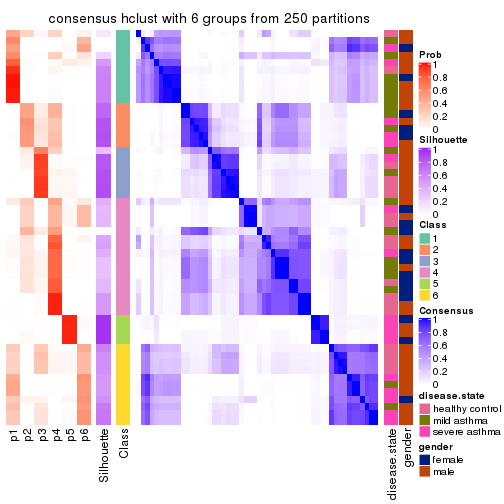 consensus hclust with 6 groups from 250 partitions
Prob
1
0.8
0.6
0.4
0.2
0
Silhouette
1
0.8
0.6
0.4
0.2
0
Class
1
2
3
4
5
6
Consensus
1
0.8
0.6
0.4
0.2
0
disease.state
healthy control
mild asthma
severe asthma
gender
female
male
p1
p2
p3
p4
p5
p6
Silhouette
Class
disease.state
gender